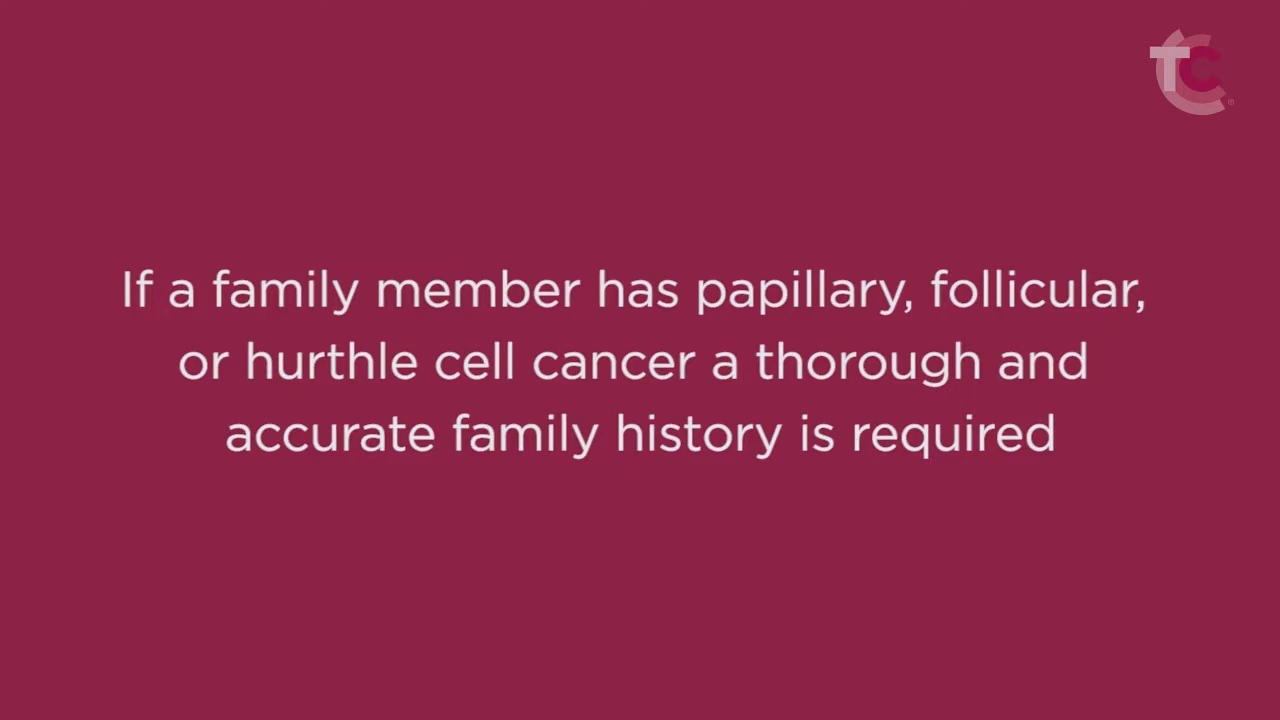 TC
®
If a family member has papillary, follicular,
or hurthle cell cancer a thorough and
accurate family history is required